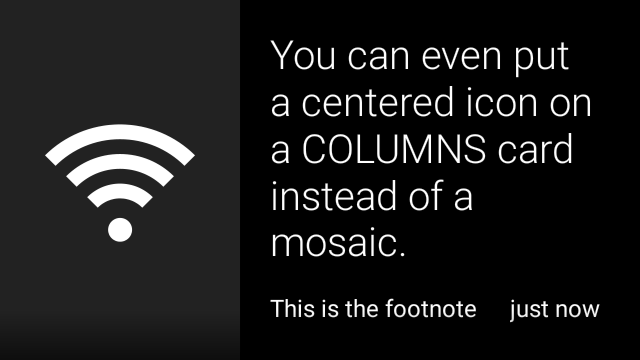 You can even put
a centered icon on
a COLUMNS card
instead of a
mosaic.
This is the footnote just now